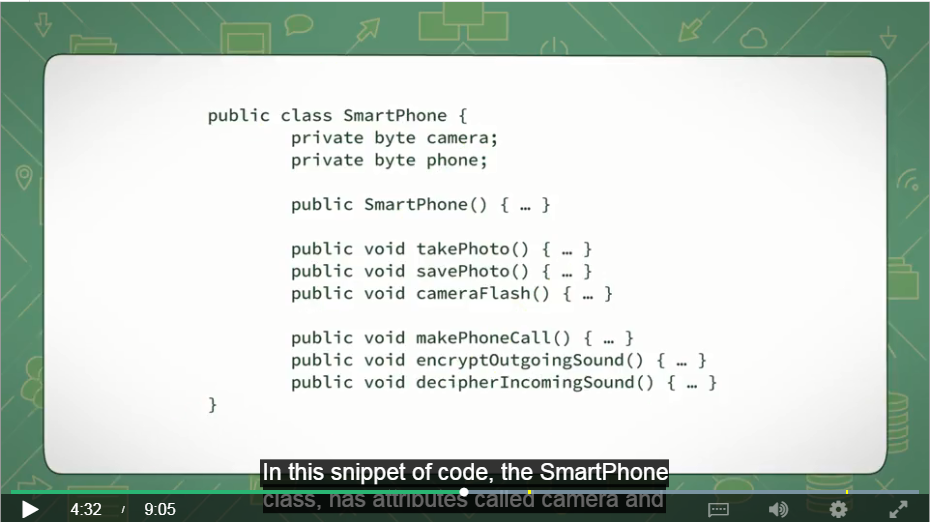 public class SmartPhone {
private byte camera;
private byte phone;
public SmartPhone() { … }
public void takePhoto() { … }
public void savePhoto() { … }
public void cameraFlash() { … }
public void makePhoneCall() { … }
public void encryptOutgoingSound() { … }
public void decipherIncomingSound() { … }
}
In this snippet of code, the SmartPhone
class, has attributes called camera and
4:32 / 9:05